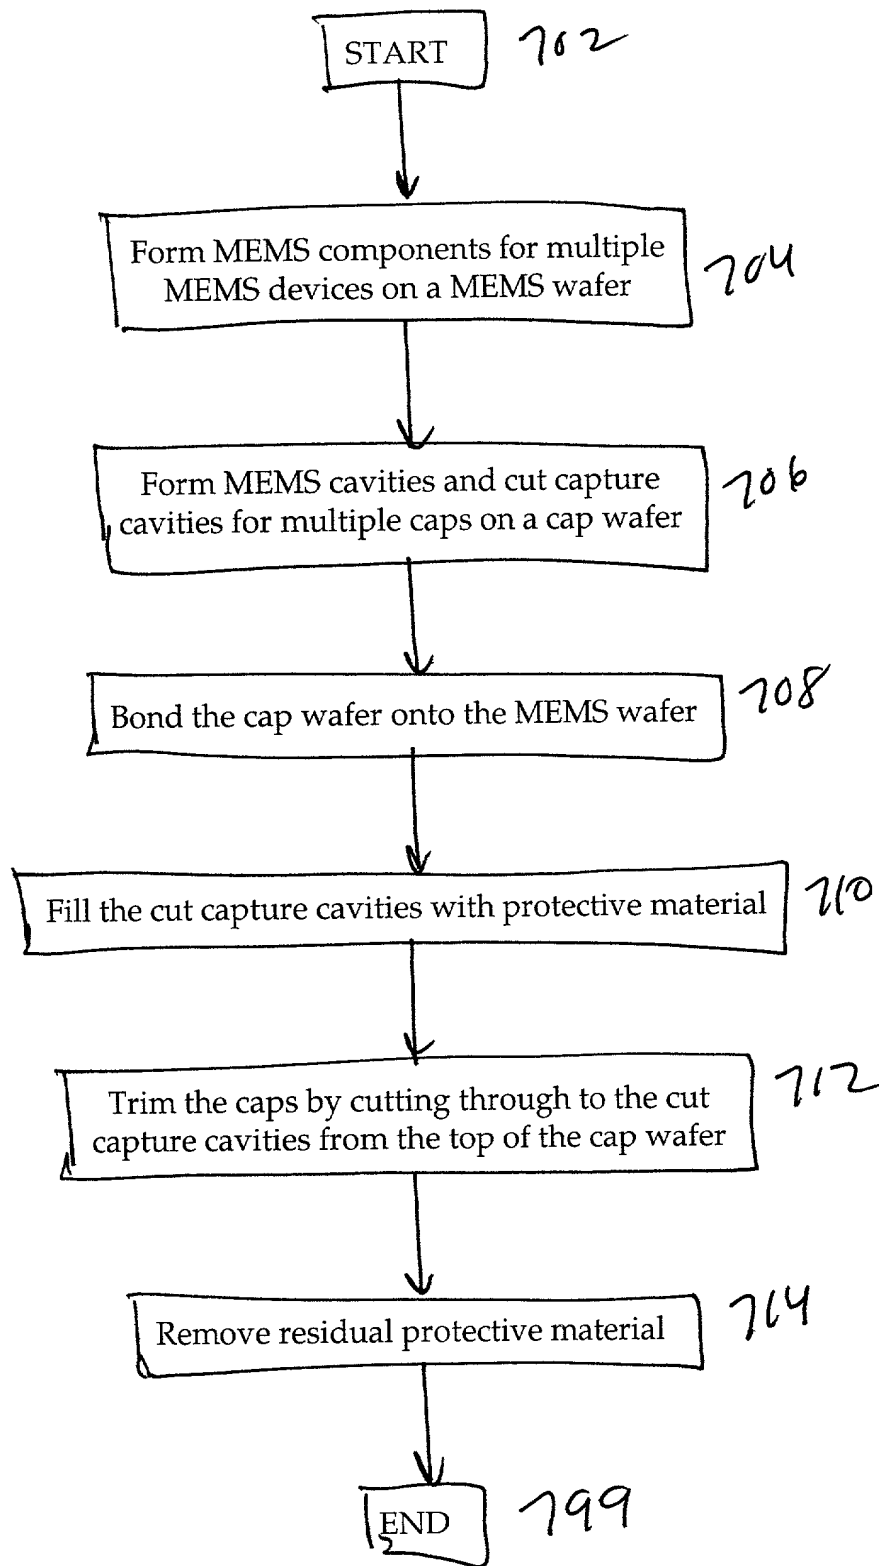 START
702
Form MEMS components for multiple
MEMS devices on a MEMS wafer
704
Form MEMS cavities and cut capture
cavities for multiple caps on a cap wafer
706
Bond the cap wafer onto the MEMS wafer
708
Fill the cut capture cavities with protective material
710
Trim the caps by cutting through to the cut
capture cavities from the top of the cap wafer
712
Remove residual protective material
714
END
799